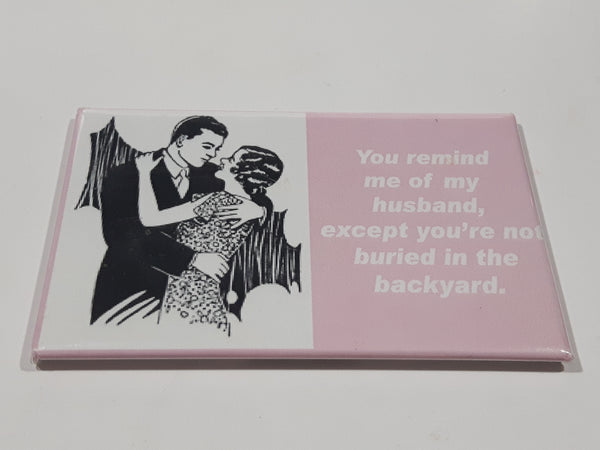 You remind
me of my
husband,
except you're not
buried in the
backyard.